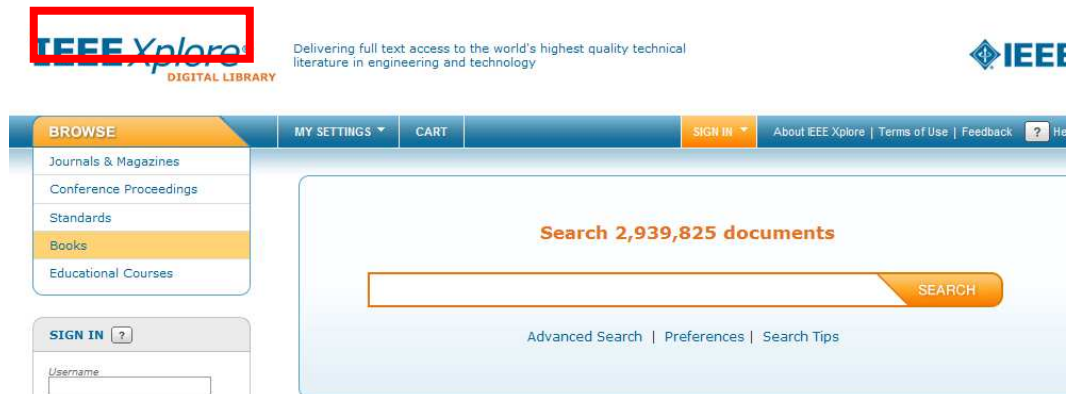 IEEE Xplore®
DIGITAL LIBRARY
Delivering full text access to the world's highest quality technical
literature in engineering and technology
IEEE
BROWSE
MY SETTINGS
CART
SIGN IN
About IEEE Xplore | Terms of Use | Feedback
? He
Journals & Magazines
Conference Proceedings
Standards
Books
Educational Courses
Search 2,939,825 documents
SEARCH
Advanced Search | Preferences | Search Tips
SIGN IN ?
Username